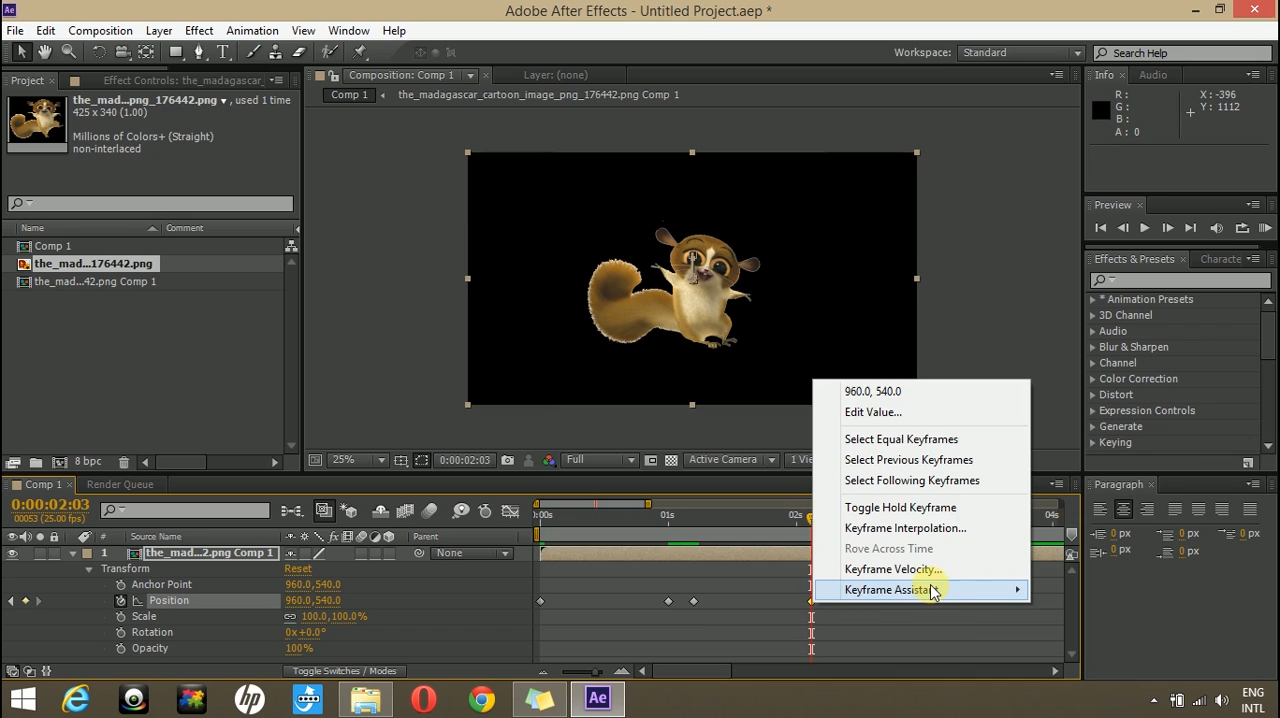 Adobe After Effects - Untitled Project.aep *
File Edit Composition Layer Effect Animation View Window Help
Workspace: Standard Search Help
Project Effect Controls: the_madagascar_ Composition: Comp 1 Layer: (none) Info Audio
the_mad...png_176442.png ▾, used 1 time
425 x 340 (1.00)
Millions of Colors+ (Straight)
non-interlaced
Comp 1 the_madagascar_cartoon_image_png_176442.png Comp 1
R :
G :
B :
A : 0
X : -396
Y : 1112
Preview
Name Comment
Comp 1
the_mad...176442.png
the_mad...42.png Comp 1
Effects & Presets Characte
* Animation Presets
3D Channel
Audio
Blur & Sharpen
Channel
Color Correction
Distort
Expression Controls
Generate
Keying
960.0, 540.0
Edit Value...
Select Equal Keyframes
Select Previous Keyframes
Select Following Keyframes
Toggle Hold Keyframe
Keyframe Interpolation...
Rove Across Time
Keyframe Velocity...
Keyframe Assistant
8 bpc
25% 0:00:02:03 Full Active Camera 1 Vi
Comp 1 Render Queue
0:00:02:03
00053 (25.00 fps)
:00s 01s 02s 04s
# Source Name Parent
1 the_mad...2.png Comp 1 None
Transform Reset
Anchor Point 960.0,540.0
Position 960.0,540.0
Scale 100.0,100.0%
Rotation 0x+0.0°
Opacity 100%
Toggle Switches / Modes
Paragraph
0 px 0 px 0 px
0 px 0 px
ENG
INTL